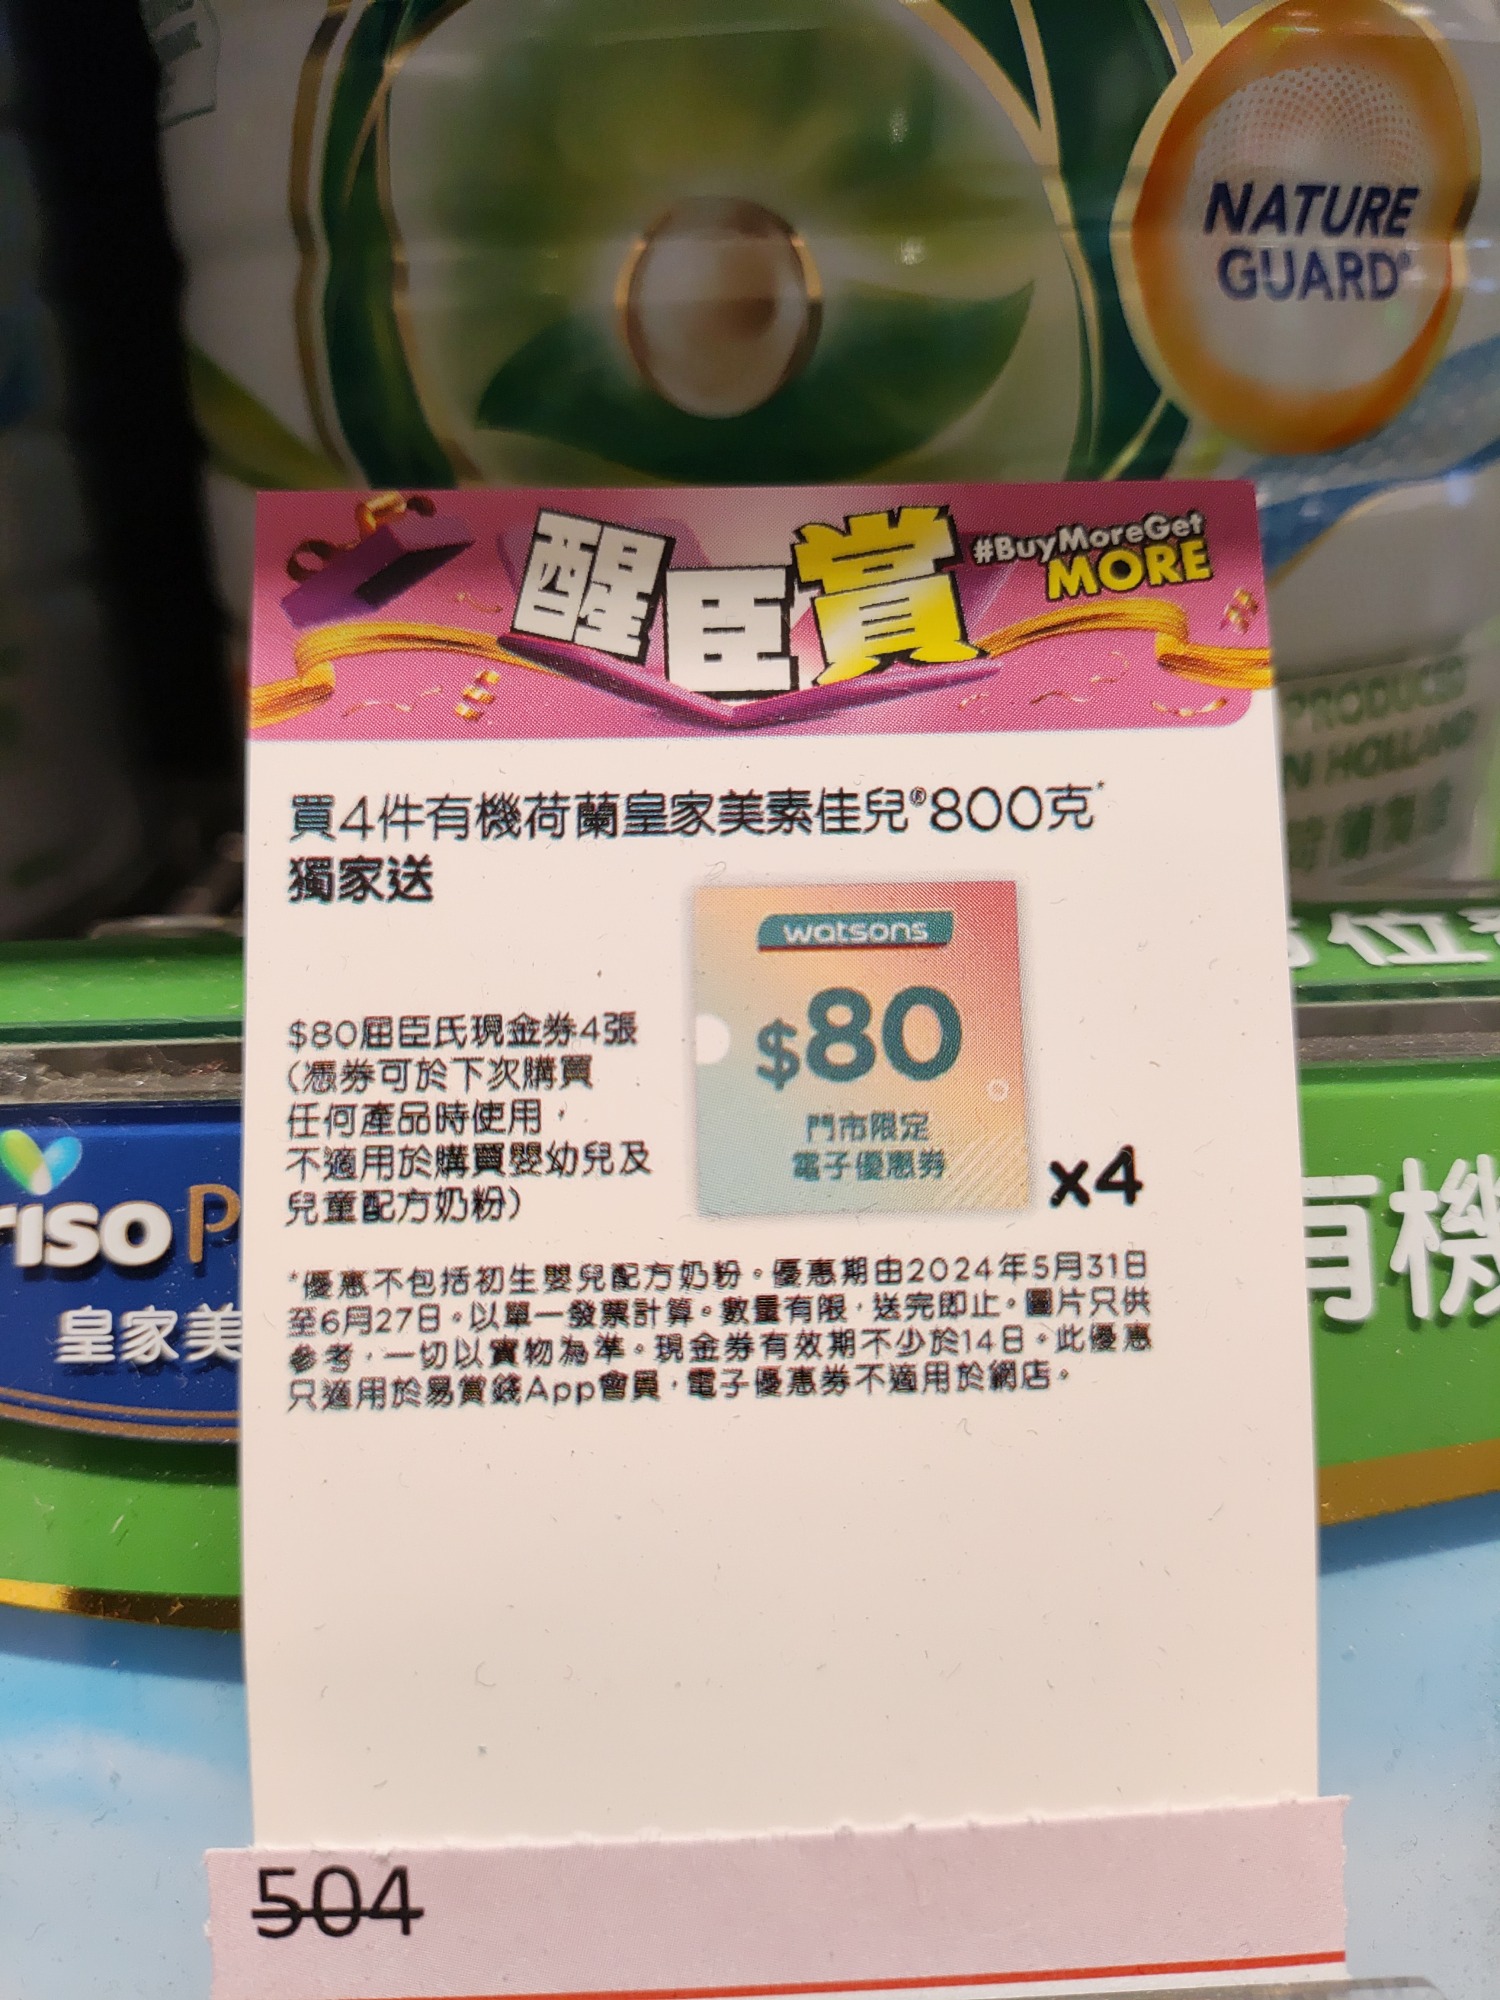 NATURE
GUARD®
PRODUCED
IN HOLLAND
醒臣賞
#BuyMoreGet
MORE
買4件有機荷蘭皇家美素佳兒®800克*
獨家送
watsons
$80
門市限定
電子優惠券
x4
$80屈臣氏現金券4張
(憑券可於下次購買
任何產品時使用，
不適用於購買嬰幼兒及
兒童配方奶粉)
*優惠不包括初生嬰兒配方奶粉。優惠期由2024年5月31日
至6月27日。以單一發票計算。數量有限，送完即止。圖片只供
參考，一切以實物為準。現金券有效期不少於14日。此優惠
只適用於易賞錢App會員，電子優惠券不適用於網店。
riso P
皇家美
位
有機
504